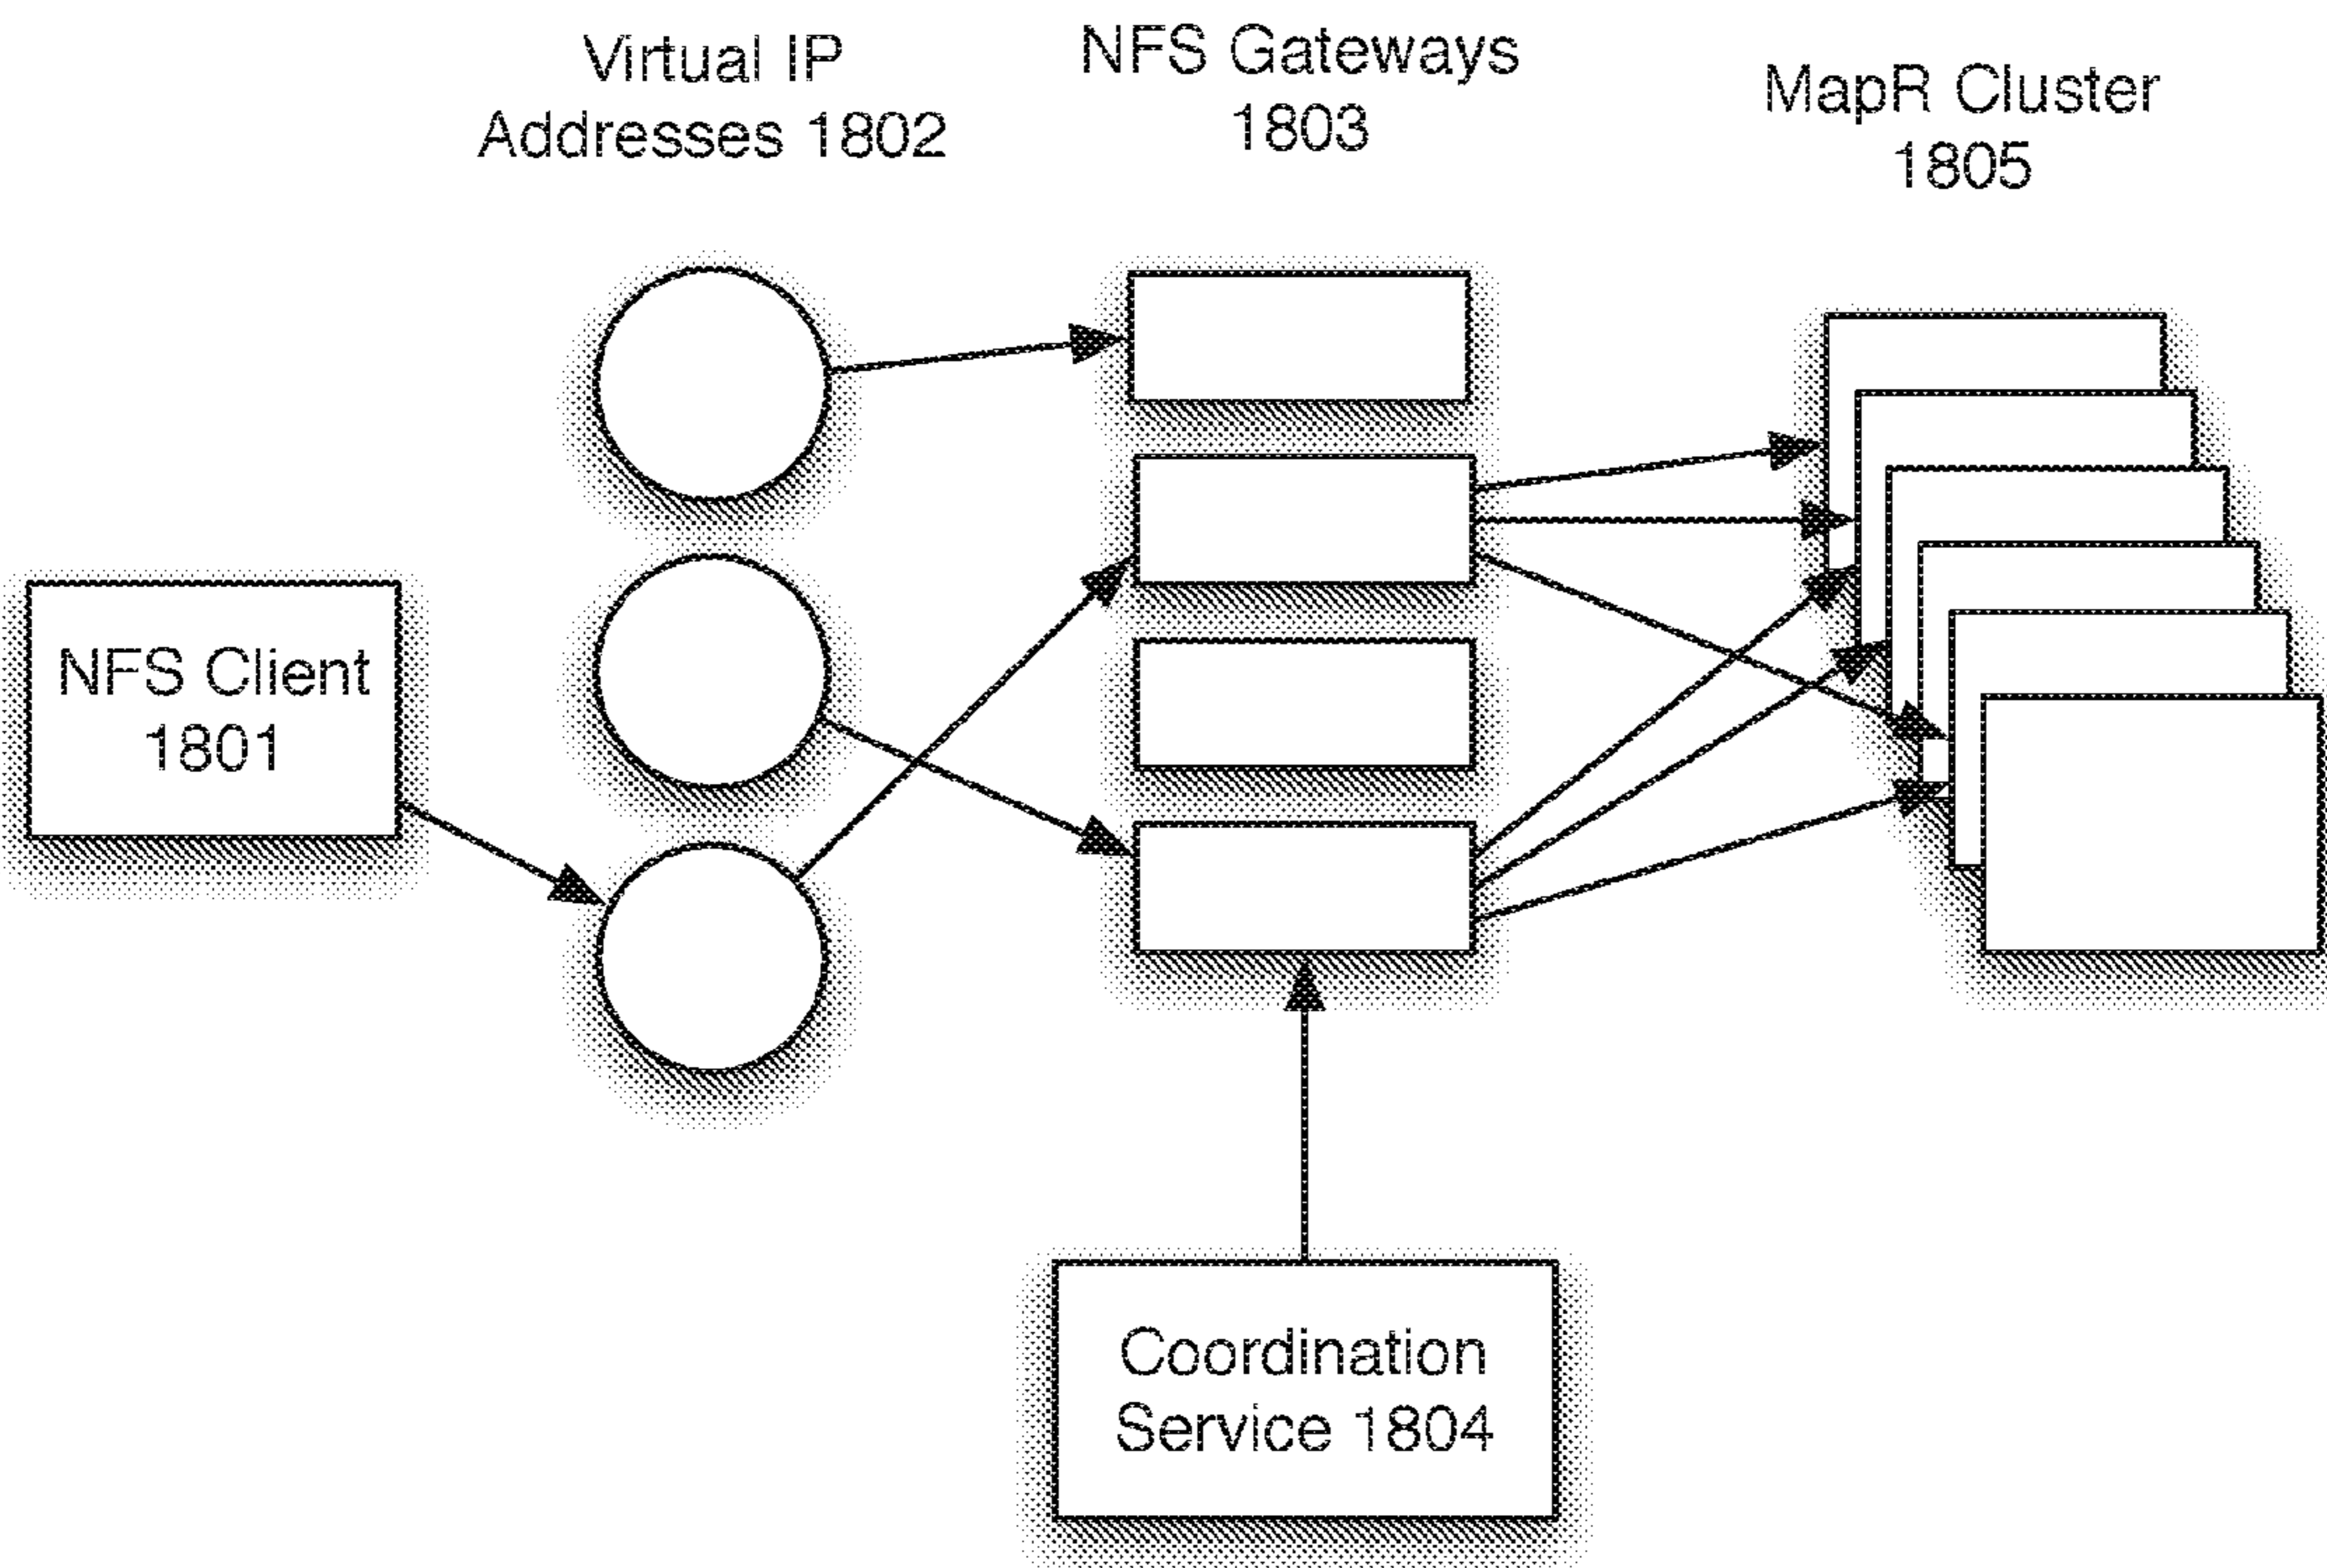 Virtual IP
Addresses 1802
NFS Gateways
1803
MapR Cluster
1805
NFS Client
1801
Coordination
Service 1804